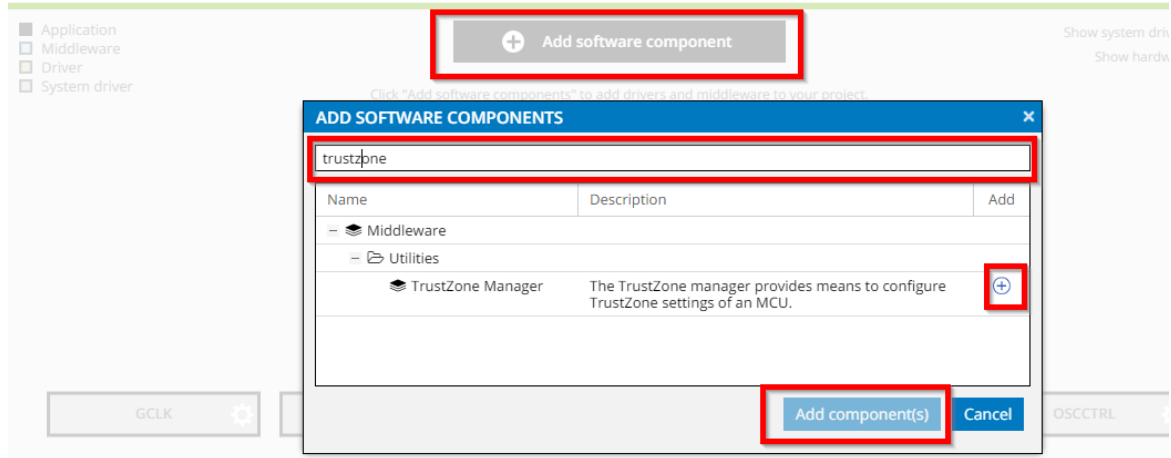 Application
Middleware
Driver
System driver
Add software component
Show system driv
Show hardw
Click "Add software components" to add drivers and middleware to your project.
ADD SOFTWARE COMPONENTS
×
trustzone
Name Description Add
Middleware
Utilities
TrustZone Manager The TrustZone manager provides means to configure
TrustZone settings of an MCU.
GCLK
Add component(s) Cancel
OSCCTRL